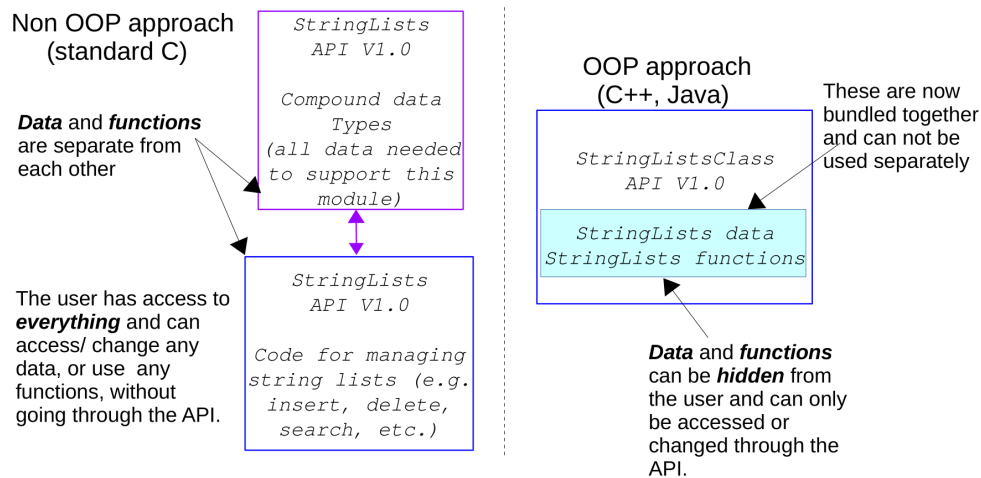 Non OOP approach
(standard C)
Data and functions
are separate from
each other
StringLists
API V1.0
Compound data
Types
(all data needed
to support this
module)
The user has access to
everything and can
access/ change any
data, or use any
functions, without
going through the API.
StringLists
API V1.0
Code for managing
string lists (e.g.
insert, delete,
search, etc.)
OOP approach
(C++, Java)
These are now
bundled together
and can not be
used separately
StringListsClass
API V1.0
StringLists data
StringLists functions
Data and functions
can be hidden from
the user and can only
be accessed or
changed through the
API.